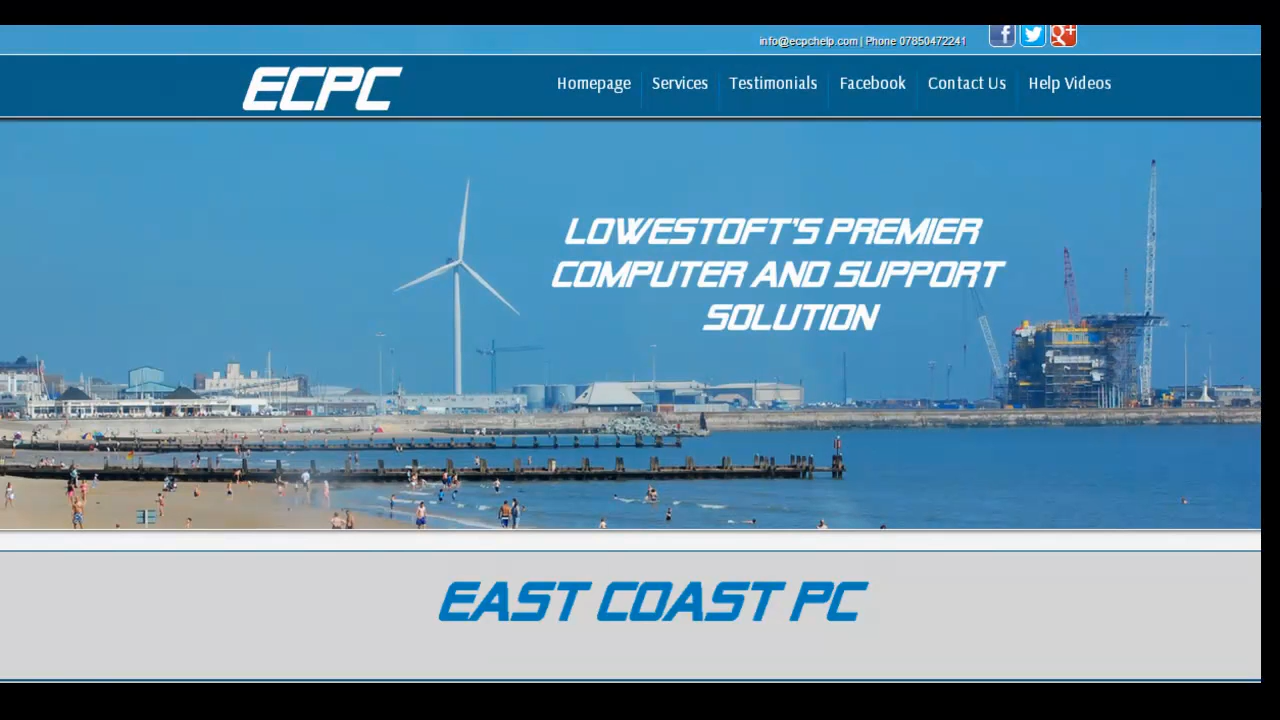 info@ecpchelp.com | Phone 07850472241
f
g+
ECPC
Homepage
Services
Testimonials
Facebook
Contact Us
Help Videos
LOWESTOFT'S PREMIER
COMPUTER AND SUPPORT
SOLUTION
EAST COAST PC